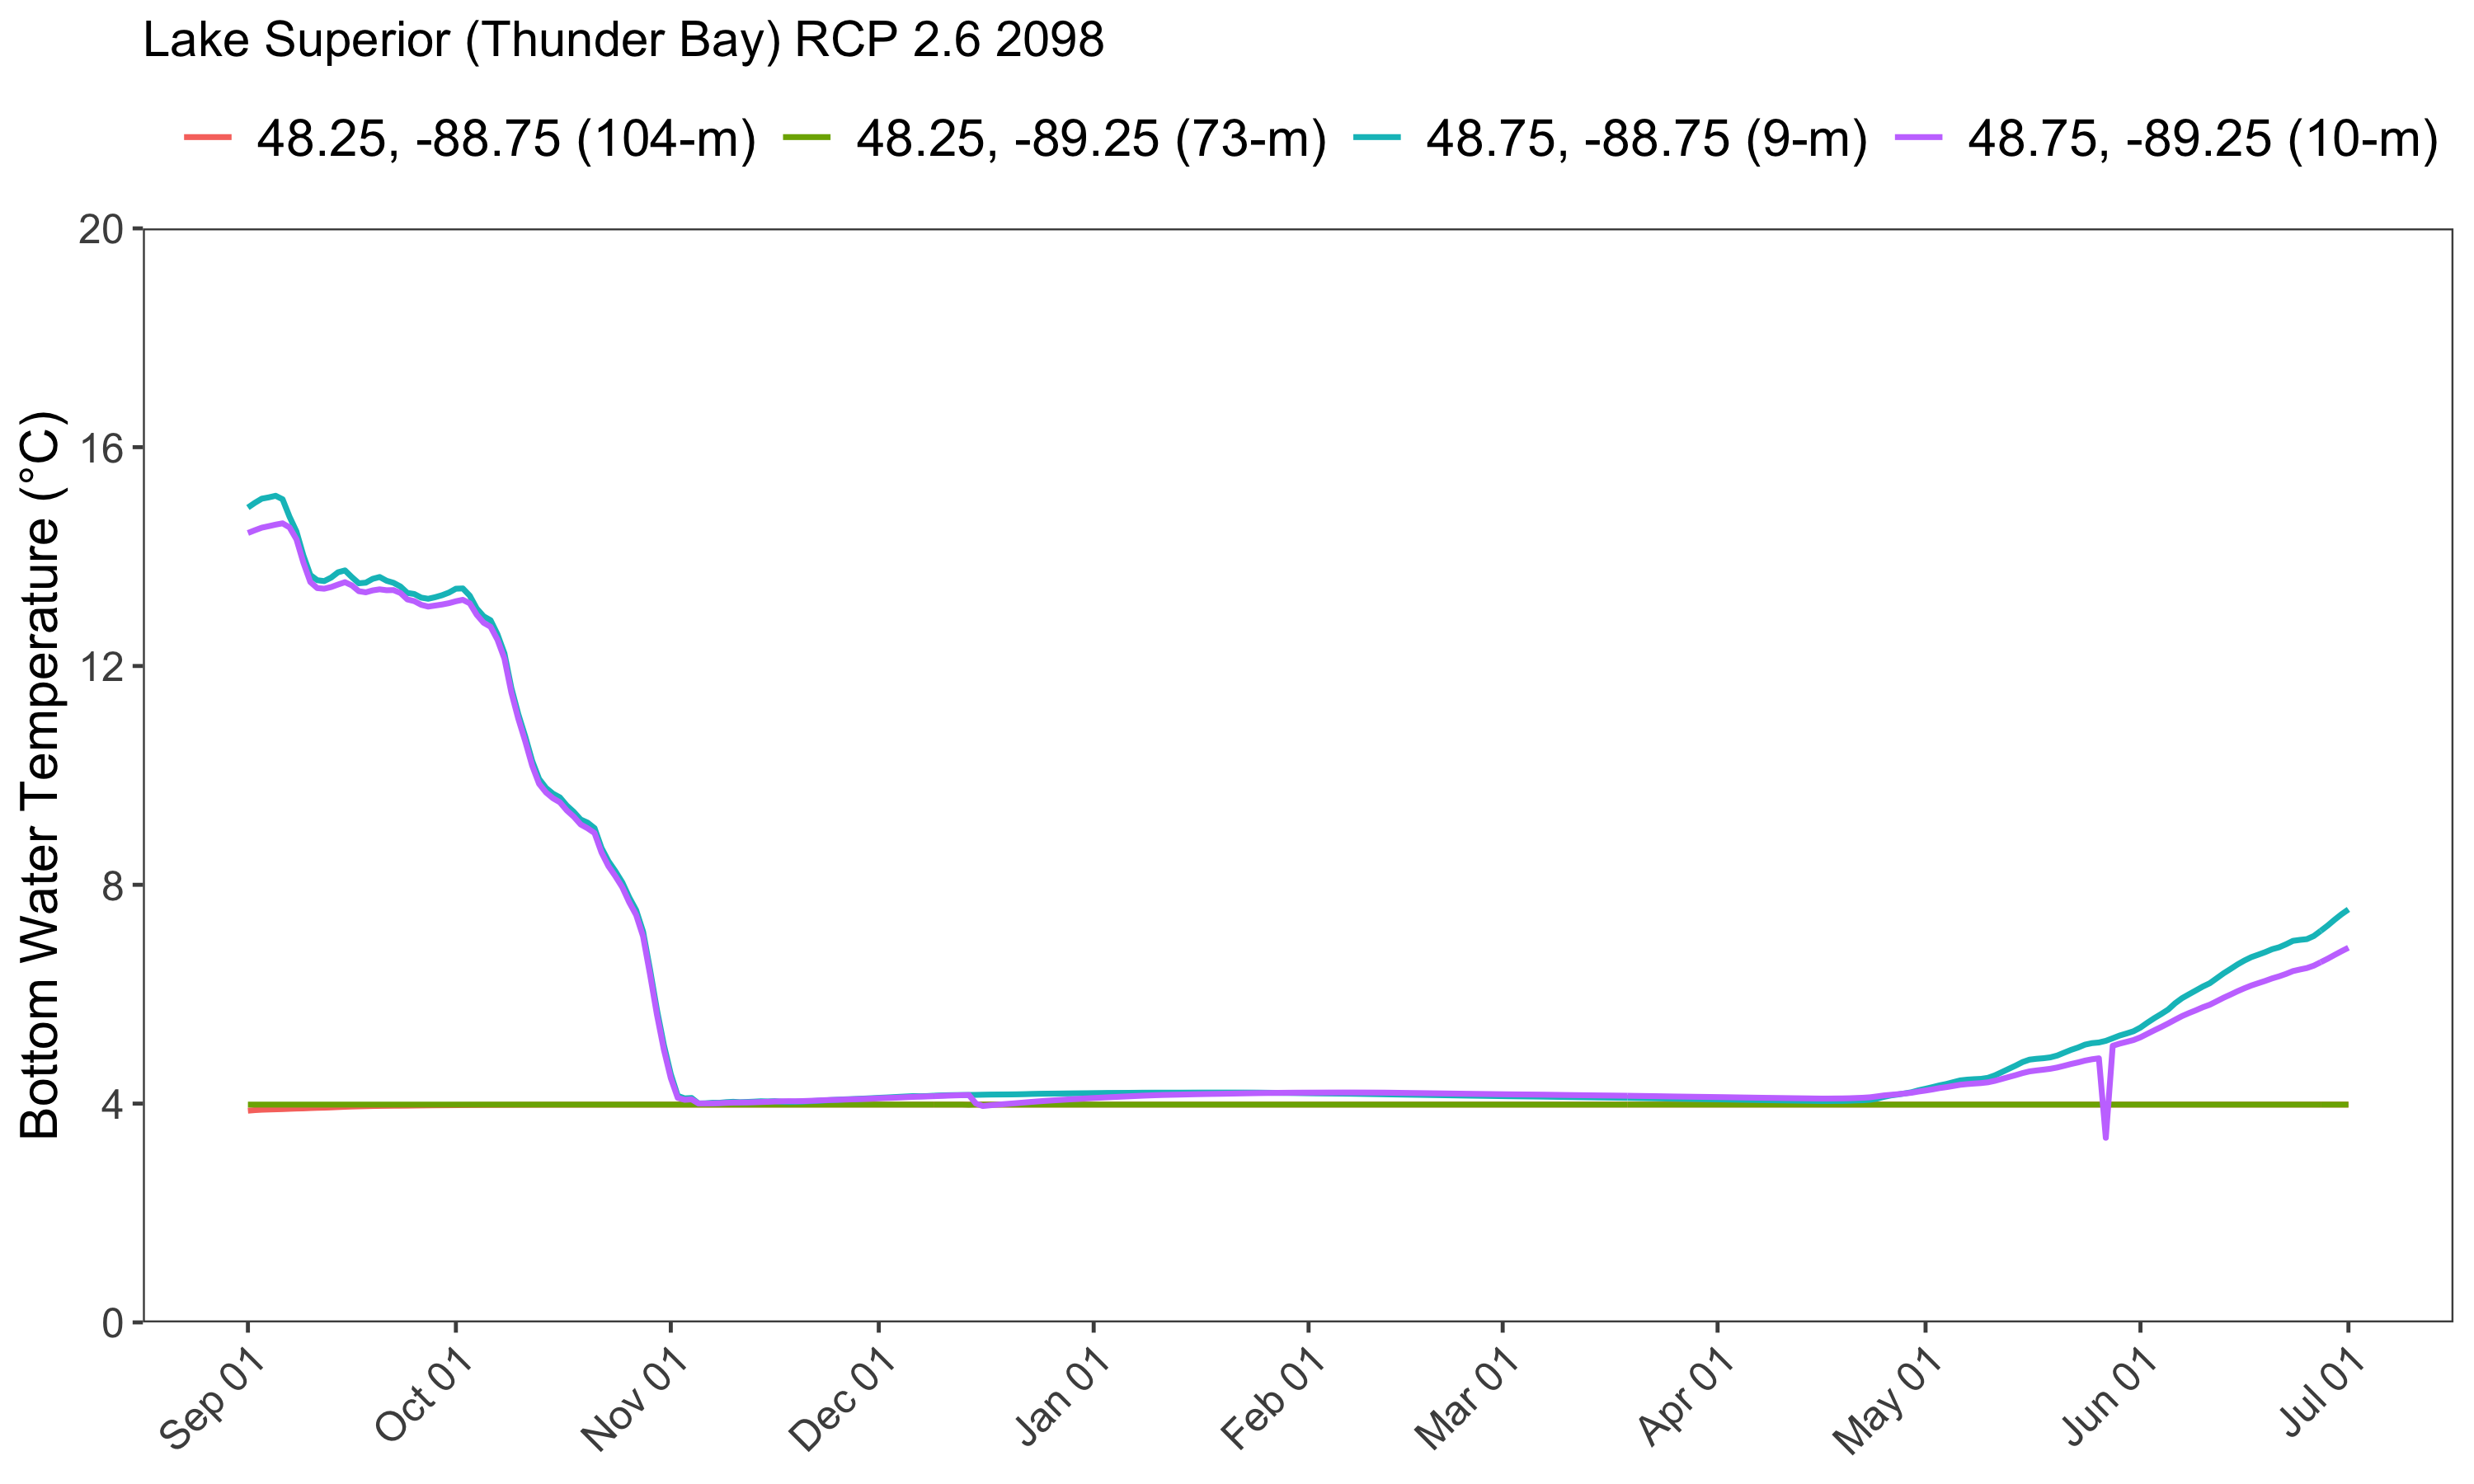 Lake Superior (Thunder Bay) RCP 2.6 2098
48.25, -88.75 (104-m) 48.25, -89.25 (73-m) 48.75, -88.75 (9-m) 48.75, -89.25 (10-m)
Bottom Water Temperature (°C)
20
16
12
8
4
0
Sep 01 Oct 01 Nov 01 Dec 01 Jan 01 Feb 01 Mar 01 Apr 01 May 01 Jun 01 Jul 01